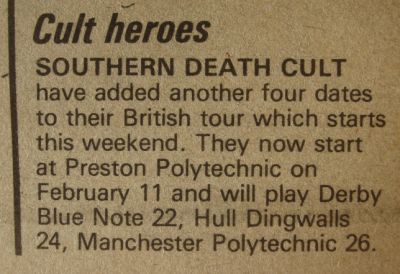 Cult heroes
SOUTHERN DEATH CULT
have added another four dates
to their British tour which starts
this weekend. They now start
at Preston Polytechnic on
February 11 and will play Derby
Blue Note 22, Hull Dingwalls
24, Manchester Polytechnic 26.